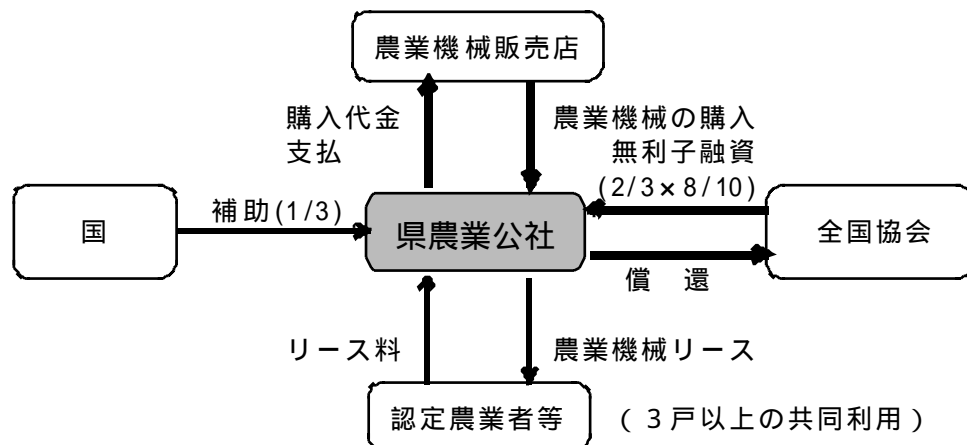 農業機械販売店
購入代金
支払
農業機械の購入
無利子融資
(2/3×8/10)
国
補助(1/3)
県農業公社
全国協会
償 還
リース料
農業機械リース
認定農業者等
(3戸以上の共同利用)